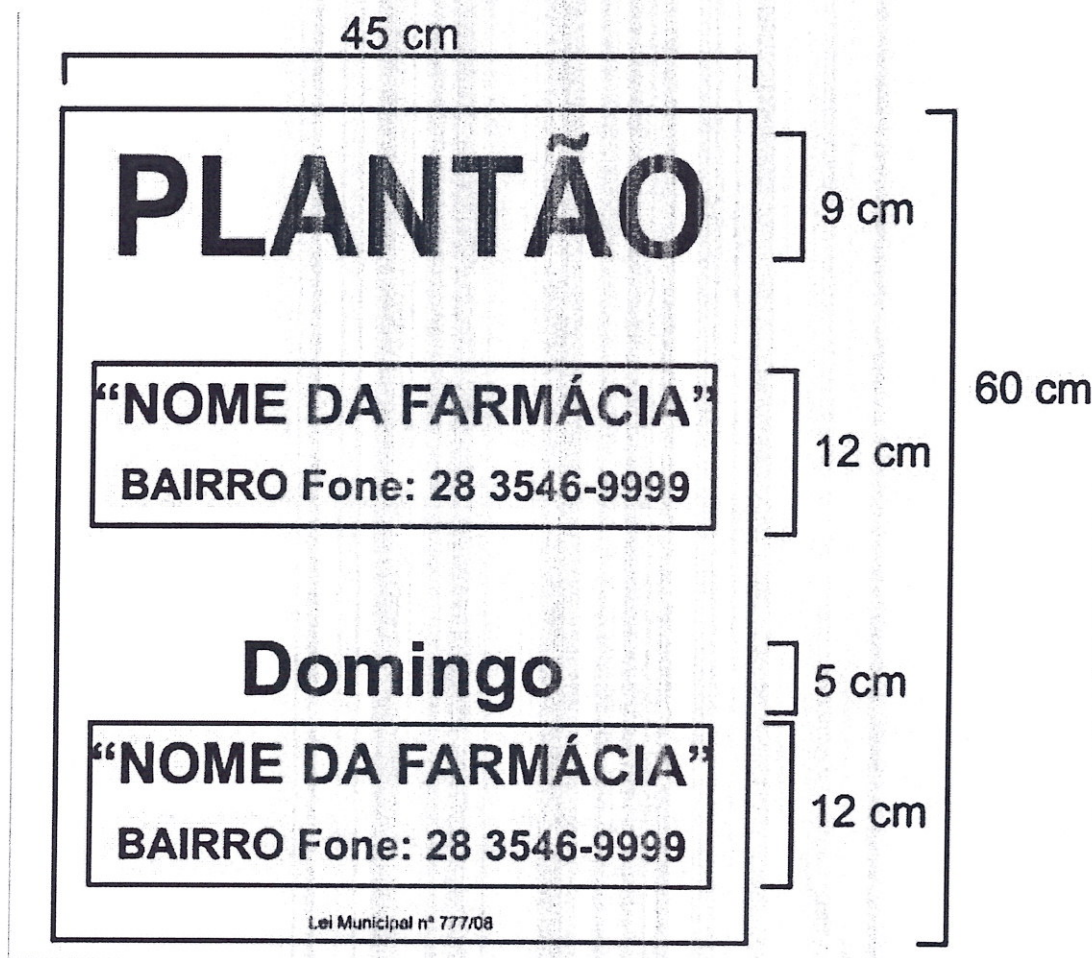 45 cm
PLANTÃO
9 cm
60 cm
“NOME DA FARMÁCIA”
BAIRRO Fone: 28 3546-9999
12 cm
Domingo
5 cm
“NOME DA FARMÁCIA”
BAIRRO Fone: 28 3546-9999
12 cm
Lei Municipal nª 777/08